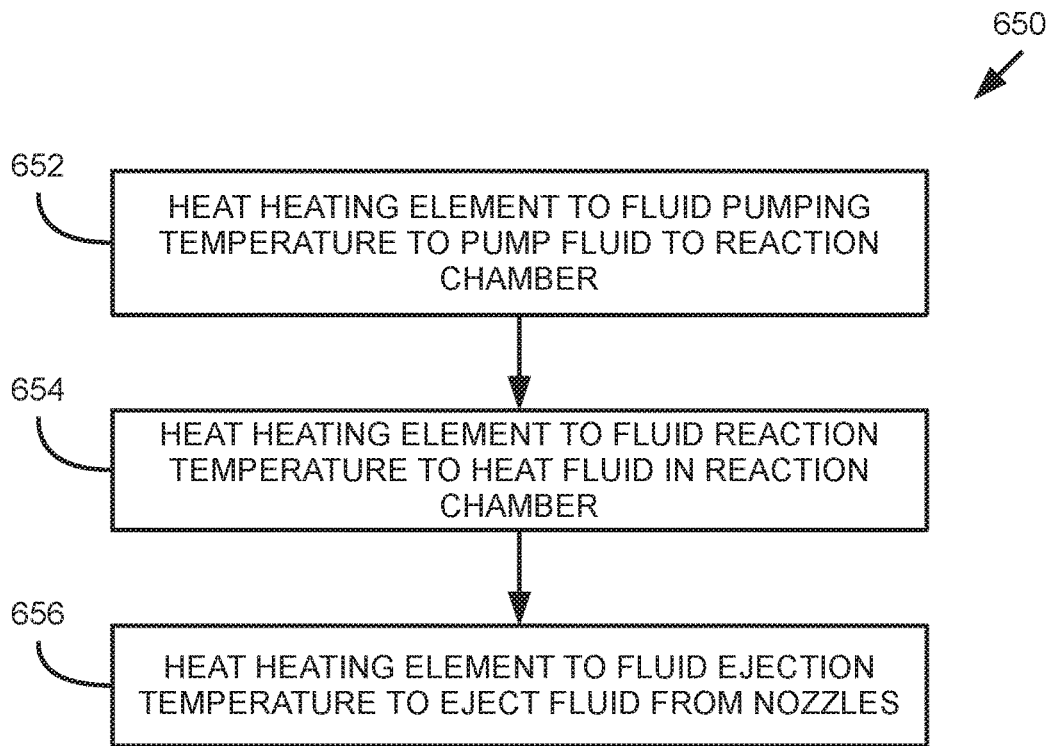 650
652
HEAT HEATING ELEMENT TO FLUID PUMPING
TEMPERATURE TO PUMP FLUID TO REACTION
CHAMBER
654
HEAT HEATING ELEMENT TO FLUID REACTION
TEMPERATURE TO HEAT FLUID IN REACTION
CHAMBER
656
HEAT HEATING ELEMENT TO FLUID EJECTION
TEMPERATURE TO EJECT FLUID FROM NOZZLES